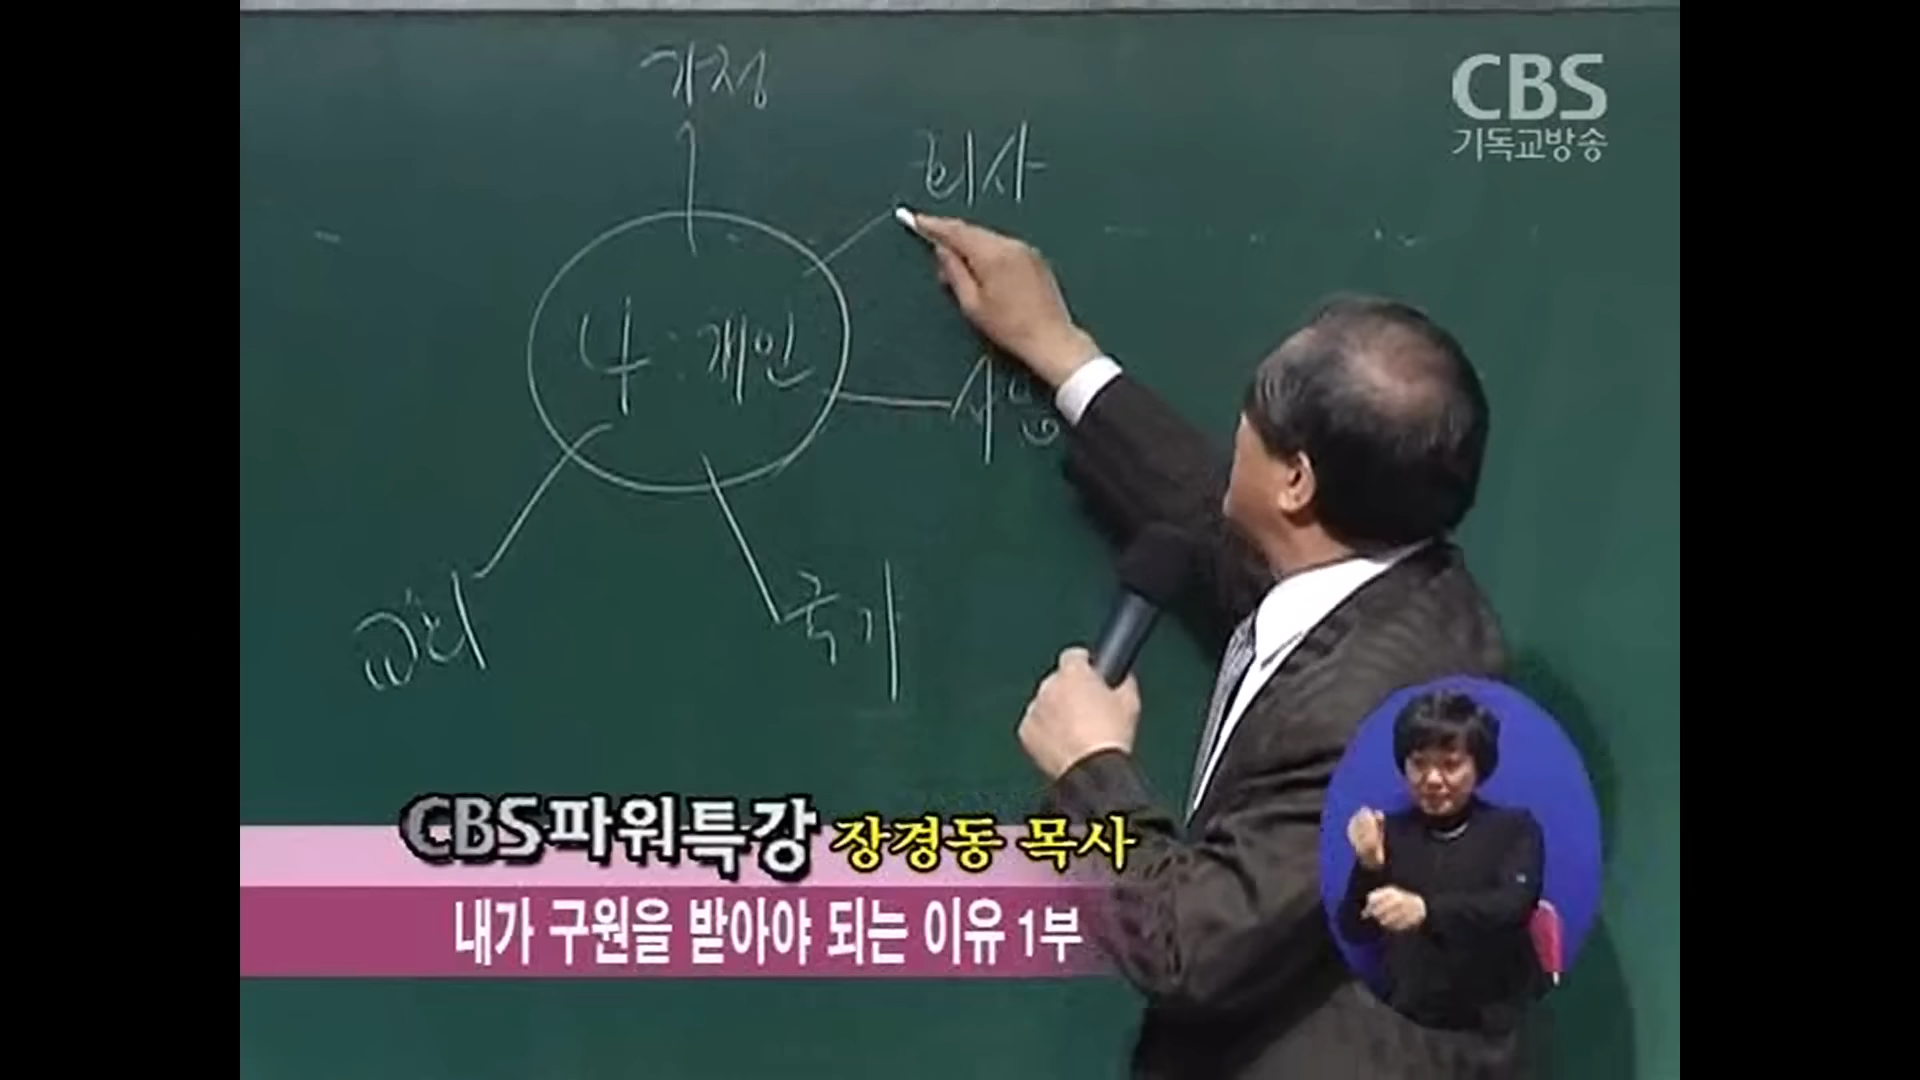 가정
CBS
기독교방송
회사
나 : 개인
사물
교회
국가
CBS파워특강 장경동 목사
내가 구원을 받아야 되는 이유 1부